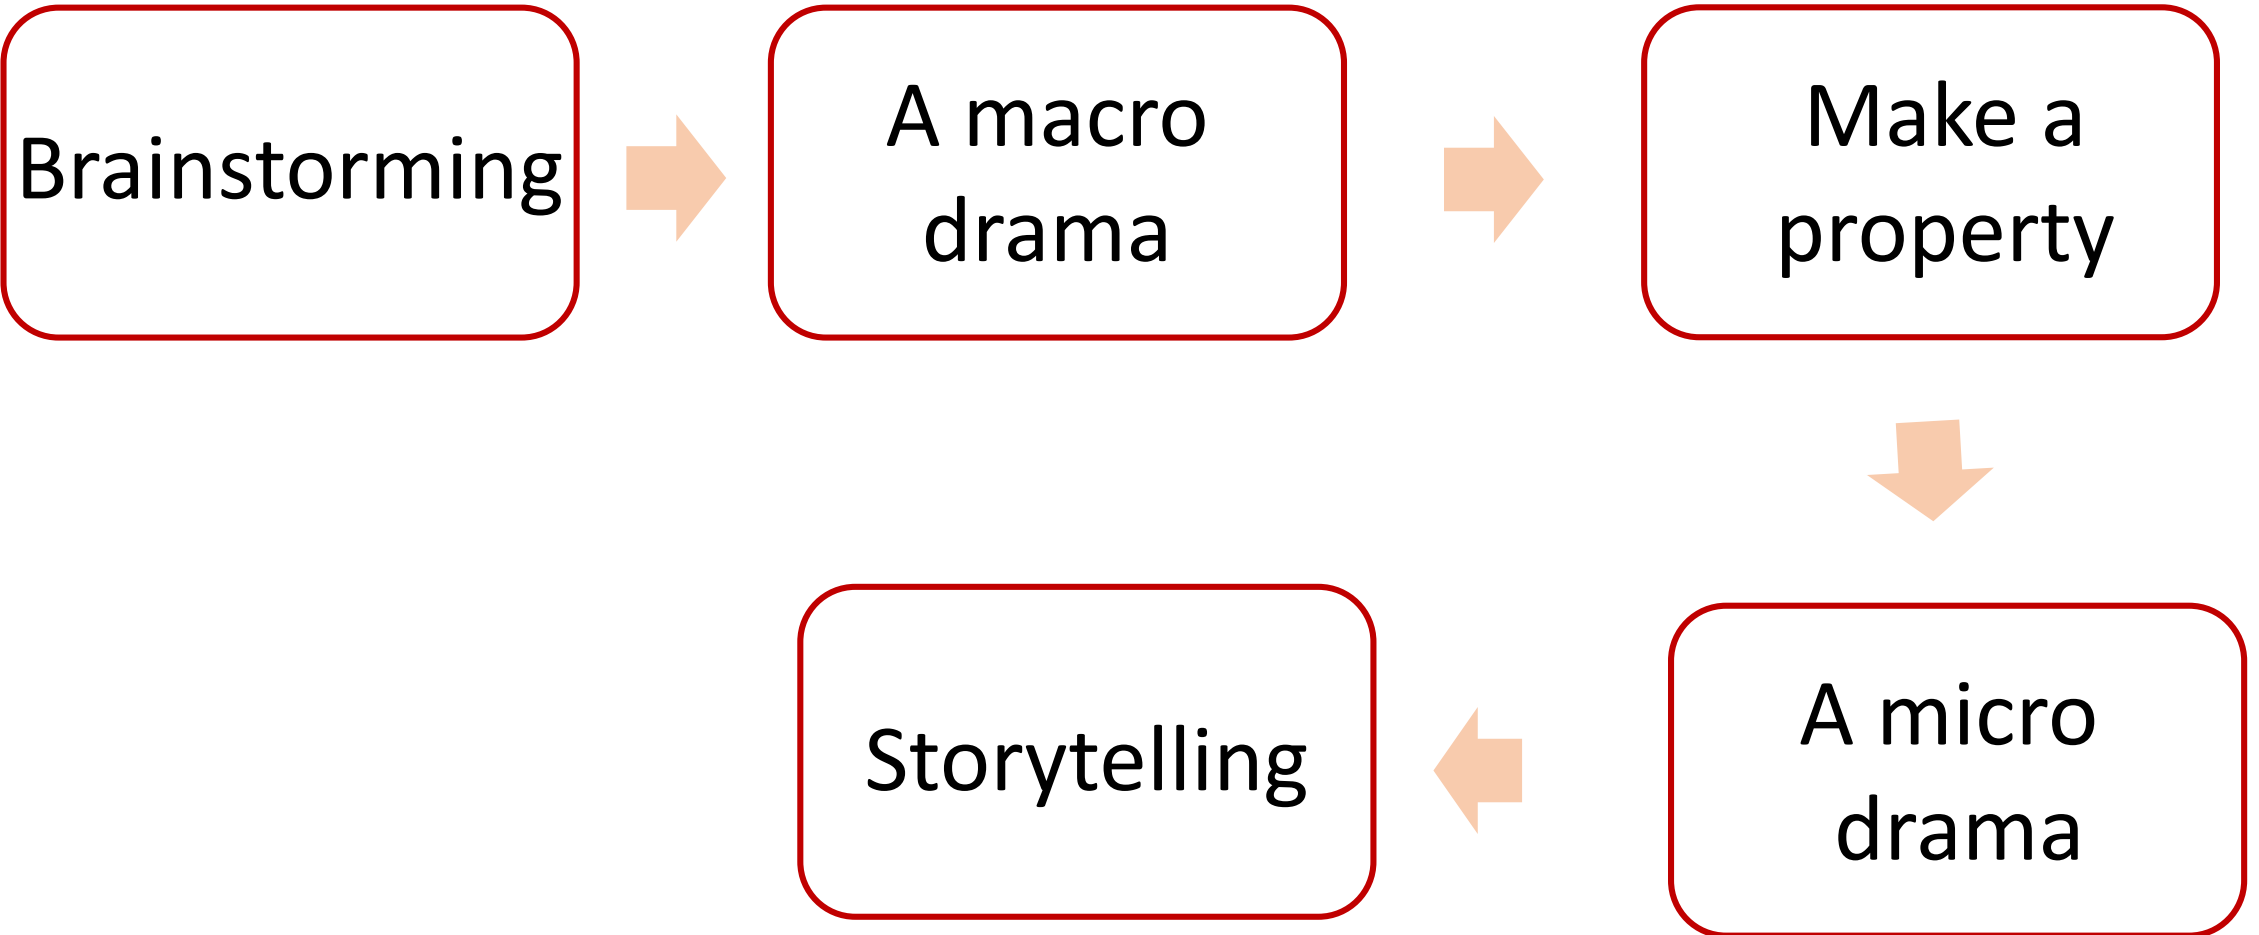 Brainstorming
A macro
drama
Make a
property
A micro
drama
Storytelling